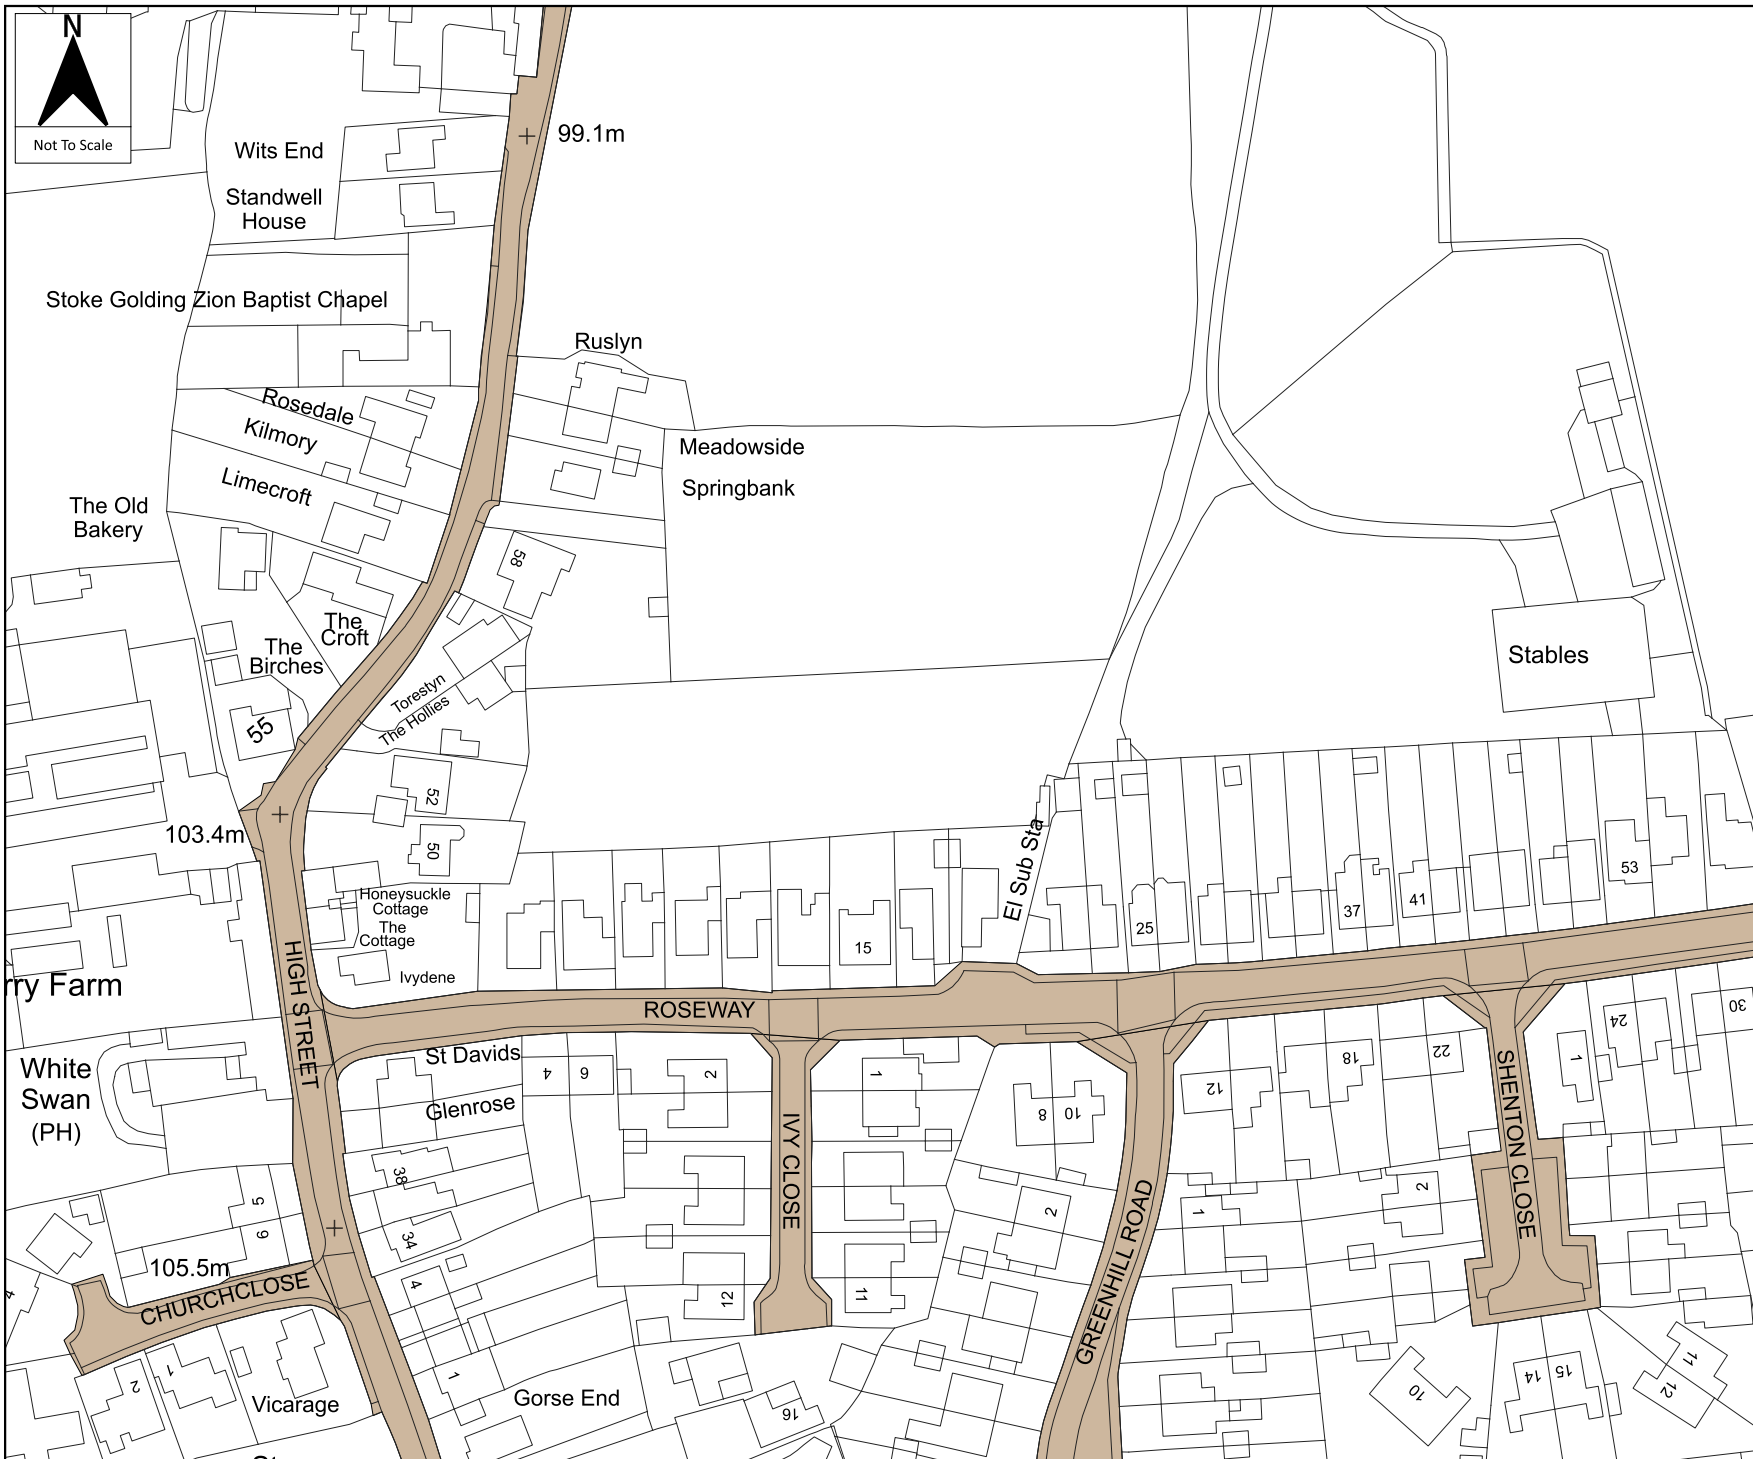 N
Not To Scale
99.1m
Wits End
Standwell
House
Stoke Golding Zion Baptist Chapel
Ruslyn
Rosedale
Kilmory
Limecroft
Meadowside
Springbank
The Old
Bakery
58
The
Croft
The
Birches
Torestyn
The Hollies
55
52
50
103.4m
Stables
Honeysuckle
Cottage
The
Cottage
Ivydene
El Sub Sta
15
25
37
41
53
HIGH STREET
rry Farm
ROSEWAY
White
Swan
(PH)
St Davids
Glenrose
4
6
2
1
8
10
12
18
22
24
30
1
38
34
5
6
IVY CLOSE
GREENHILL ROAD
SHENTON CLOSE
2
1
2
105.5m
CHURCHCLOSE
4
4
12
11
2
1
Vicarage
1
Gorse End
16
10
14
15
11
12